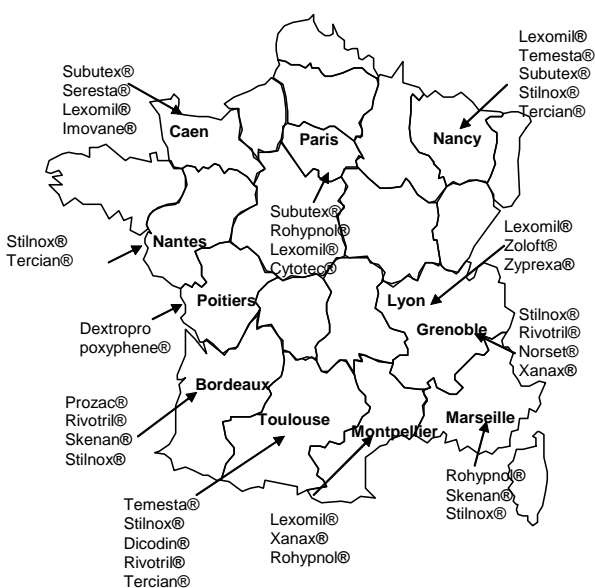 Lexomil®
Temesta®
Subutex®
Stilnox®
Tercian®
Subutex®
Seresta®
Lexomil®
Imovane®
Caen
Paris
Nancy
Subutex®
Rohypnol®
Lexomil®
Cytotec®
Stilnox®
Tercian®
Nantes
Lexomil®
Zoloft®
Zyprexa®
Poitiers
Lyon
Grenoble
Stilnox®
Rivotril®
Norset®
Xanax®
Dextropro
poxyphene®
Bordeaux
Prozac®
Rivotril®
Skenan®
Stilnox®
Toulouse
Montpellier
Marseille
Rohypnol®
Skenan®
Stilnox®
Temesta®
Stilnox®
Dicodin®
Rivotril®
Tercian®
Lexomil®
Xanax®
Rohypnol®